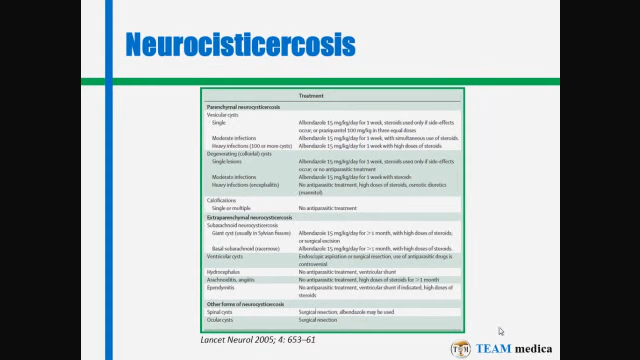 Neurocisticercosis
Treatment
Parenchymal neurocysticercosis
Vesicular cysts
Single Albendazole 15 mg/kg/day for 1 week, steroids used only if side-effects
occur; or praziquantel 100 mg/kg in three equal doses
Moderate infections Albendazole 15 mg/kg/day for 1 week, with simultaneous use of steroids.
Heavy infections (100 or more cysts) Albendazole 15 mg/kg/day for 1 week with high doses of steroids.
Degenerating (colloidal) cysts
Single lesions Albendazole 15 mg/kg/day for 1 week, steroids used only if side-effects
occur; or no antiparasitic treatment
Moderate infections Albendazole 15 mg/kg/day for 1 week with steroids
Heavy infections (encephalitis) No antiparasitic treatment, high doses of steroids, osmotic diuretics
(mannitol)
Calcifications
Single or multiple No antiparasitic treatment
Extraparenchymal neurocysticercosis
Subarachnoid neurocysticercosis
Giant cyst (usually in Sylvian fissure) Albendazole 15 mg/kg/day for >1 month, with high doses of steroids;
or surgical excision
Basal subarachnoid (racemose) Albendazole 15 mg/kg/day for >1 month, with high doses of steroids.
Ventricular cysts Endoscopic aspiration or surgical resection, use of antiparasitic drugs is
controversial
Hydrocephalus No antiparasitic treatment, ventricular shunt
Arachnoiditis, angiitis No antiparasitic treatment, high doses of steroids for >1 month
Ependymitis No antiparasitic treatment, ventricular shunt if indicated, high doses of
steroids
Other forms of neurocysticercosis
Spinal cysts Surgical resection, albendazole may be used
Ocular cysts Surgical resection
Lancet Neurol 2005; 4: 653–61
TEAM medica